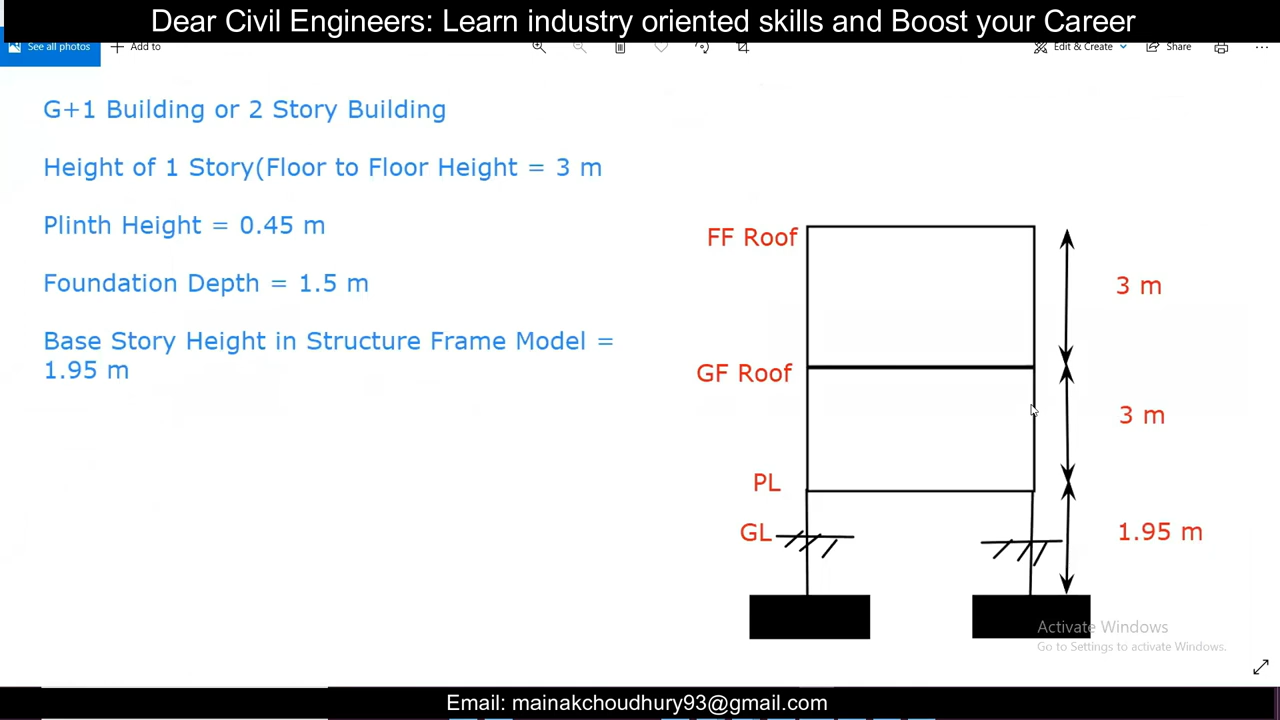 Dear Civil Engineers: Learn industry oriented skills and Boost your Career
See all photos
Add to
Edit & Create
Share
G+1 Building or 2 Story Building
Height of 1 Story(Floor to Floor Height = 3 m
Plinth Height = 0.45 m
Foundation Depth = 1.5 m
Base Story Height in Structure Frame Model =
1.95 m
FF Roof
3 m
GF Roof
3 m
PL
GL
1.95 m
Activate Windows
Go to Settings to activate Windows.
Email: mainakchoudhury93@gmail.com